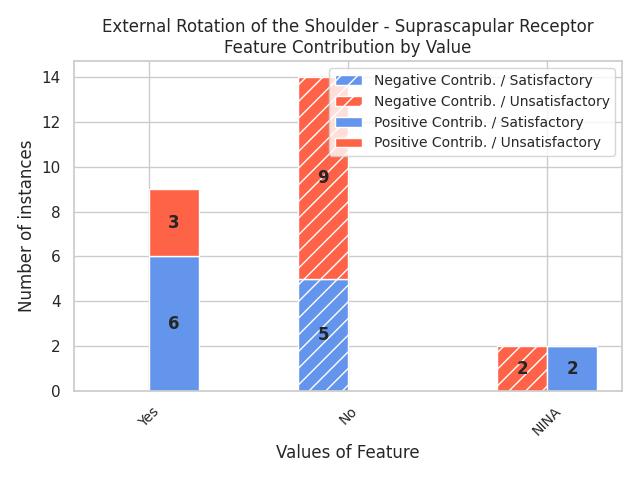 External Rotation of the Shoulder - Suprascapular Receptor
Feature Contribution by Value
Negative Contrib. / Satisfactory
Negative Contrib. / Unsatisfactory
Positive Contrib. / Satisfactory
Positive Contrib. / Unsatisfactory
Number of instances
14
12
10
8
6
4
2
0
3
6
9
5
2
2
Yes
No
NINA
Values of Feature